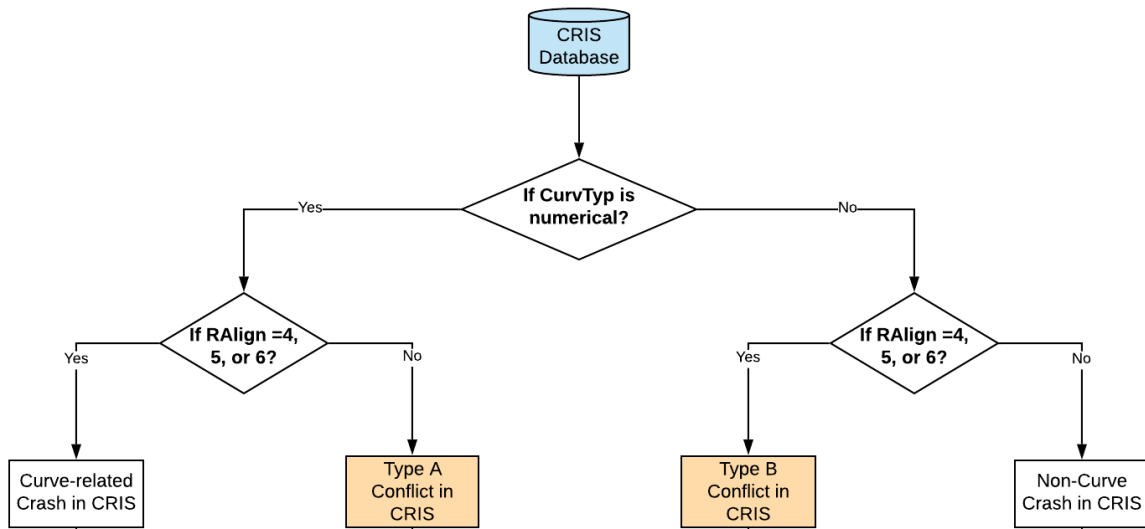 CRIS
Database
If CurvTyp is
numerical?
Yes
No
If RAlign =4,
5, or 6?
If RAlign =4,
5, or 6?
Yes
No
Yes
No
Curve-related
Crash in CRIS
Type A
Conflict in
CRIS
Type B
Conflict in
CRIS
Non-Curve
Crash in CRIS